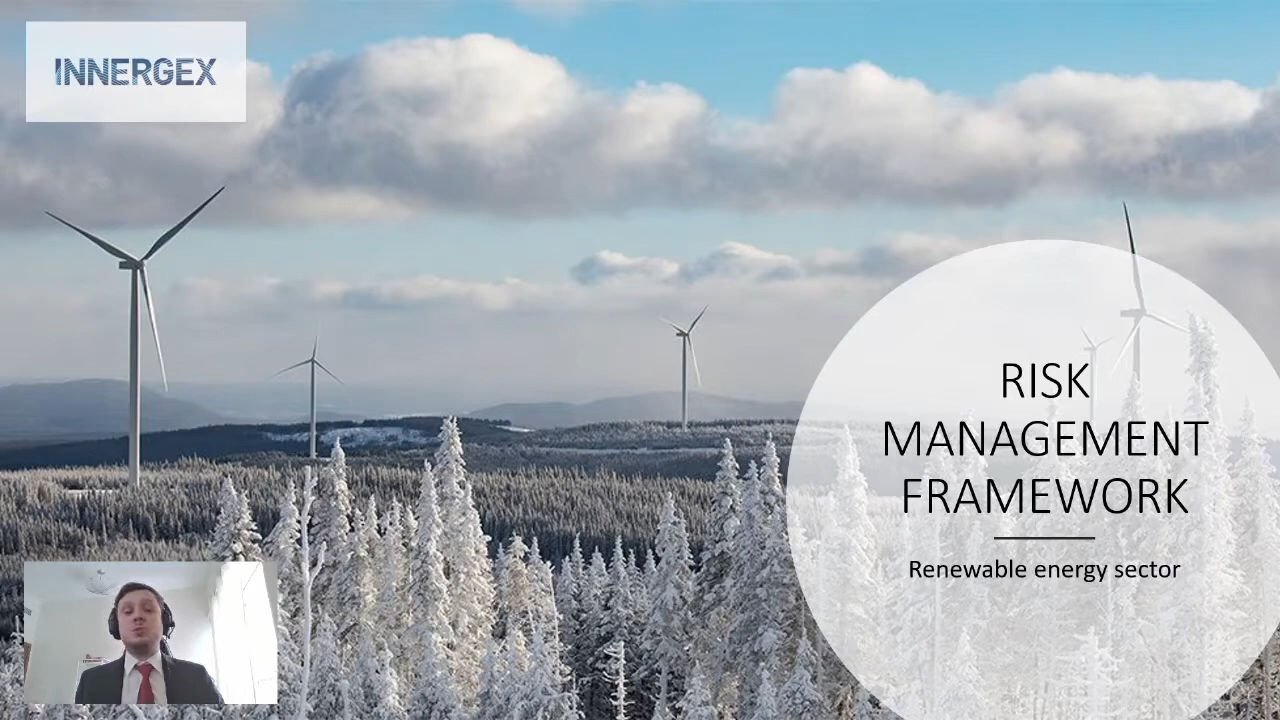 INNERGEX
RISK
MANAGEMENT
FRAMEWORK
Renewable energy sector